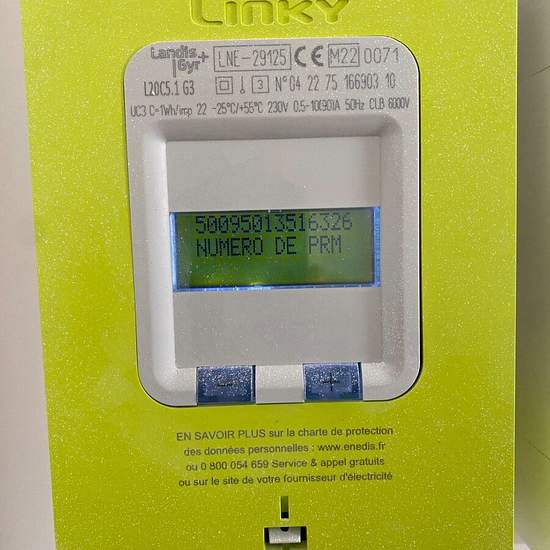 LINKY
Landis
Gyr+
LNE-29125 CE M22 0071
L20C5.1 G3 3 N°04 22 75 166903 10
UC3 C=1Wh/imp 22 -25°C/+55°C 230V 0.5-10(90)A 50Hz CLB 6000V
50095013516326
NUMERO DE PRM
- +
EN SAVOIR PLUS sur la charte de protection
des données personnelles : www.enedis.fr
ou 0 800 054 659 Service & appel gratuits
ou sur le site de votre fournisseur d'électricité